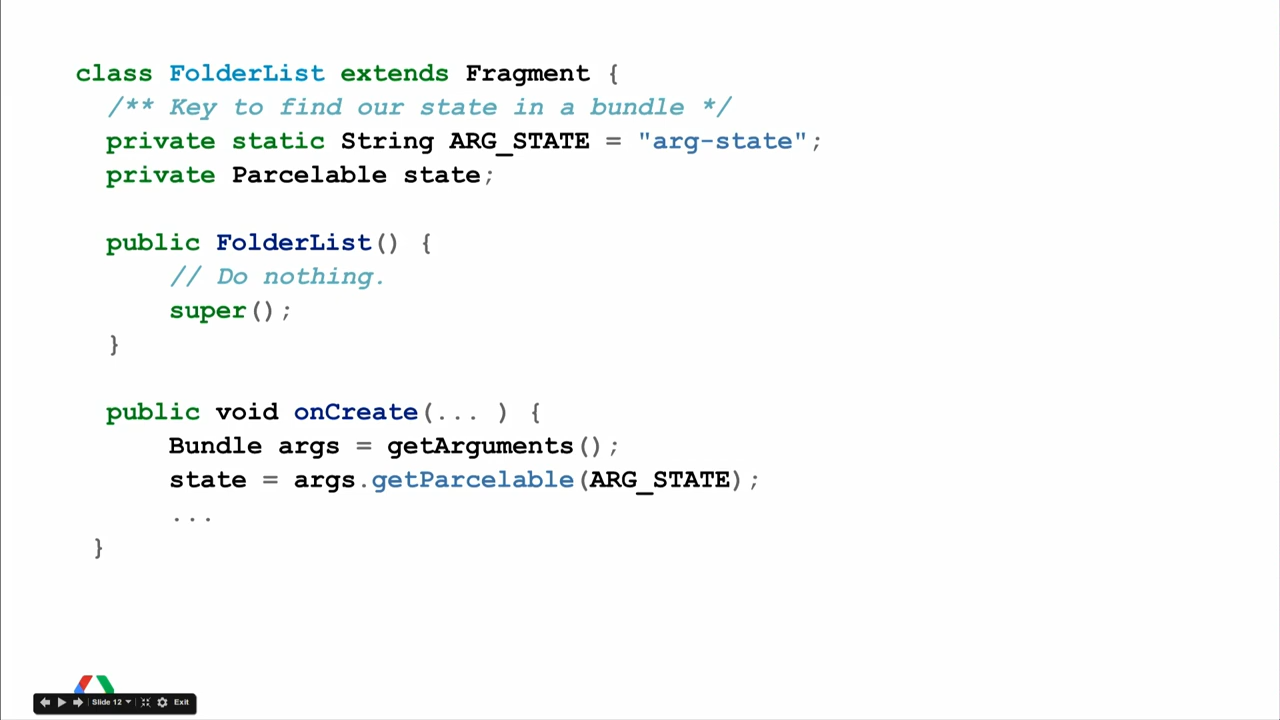 class FolderList extends Fragment {
/** Key to find our state in a bundle */
private static String ARG_STATE = "arg-state";
private Parcelable state;
public FolderList() {
// Do nothing.
super();
}
public void onCreate(... ) {
Bundle args = getArguments();
state = args.getParcelable(ARG_STATE);
...
}
Slide 12 Exit